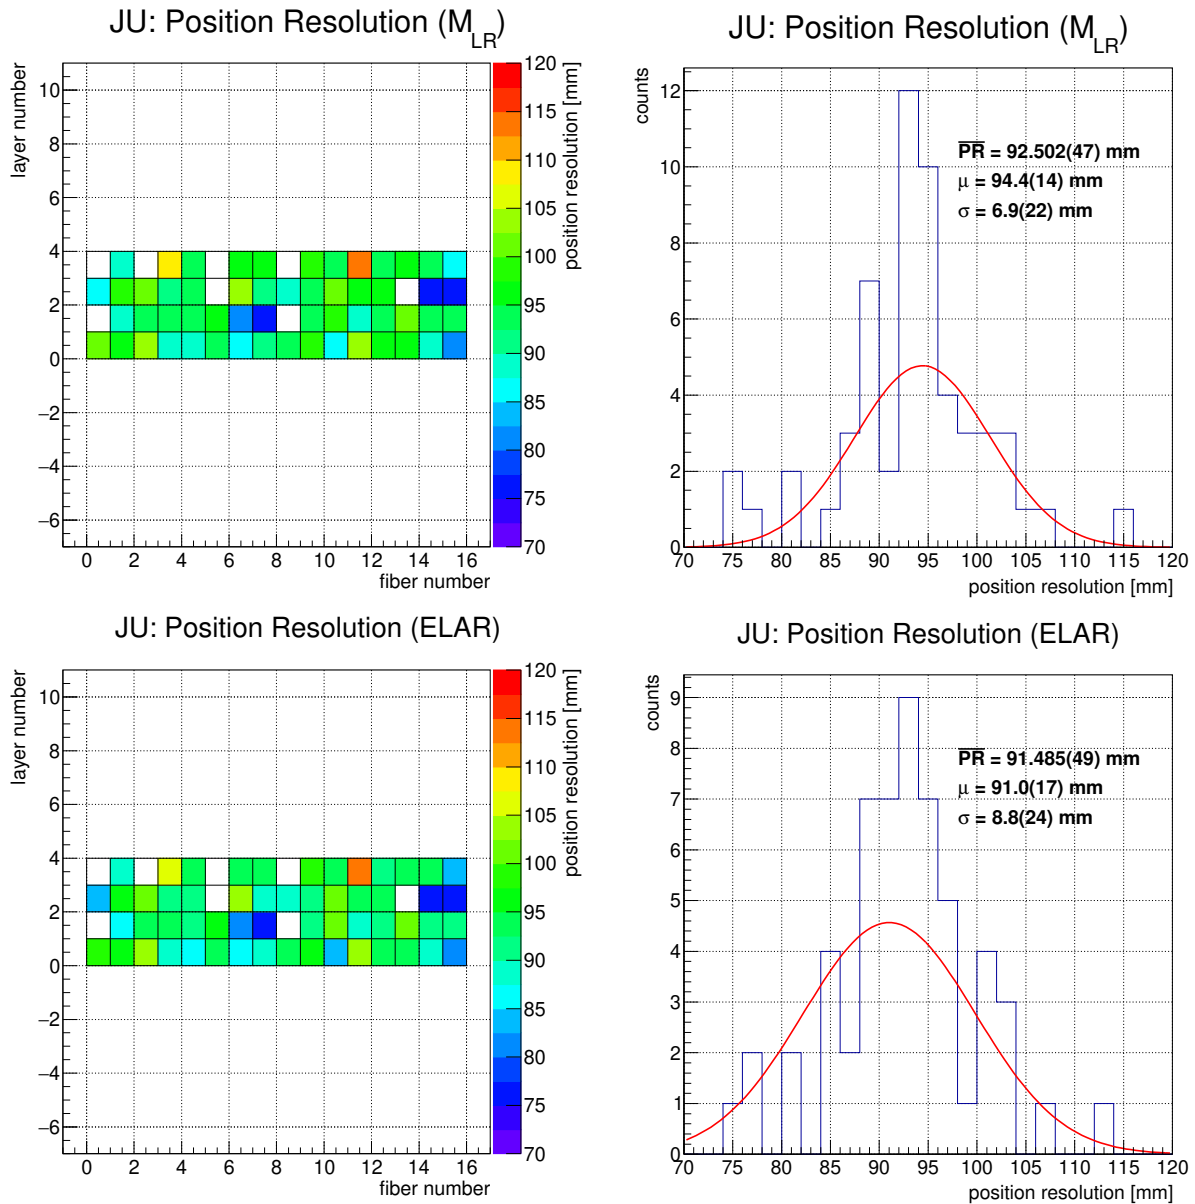 JU: Position Resolution (M_LR)
layer number
10
8
6
4
2
0
−2
−4
−6
0 2 4 6 8 10 12 14 16
fiber number
120
115
110
105
100
95
90
85
80
75
70
position resolution [mm]
JU: Position Resolution (M_LR)
counts
12
10
8
6
4
2
0
70 75 80 85 90 95 100 105 110 115 120
position resolution [mm]
PR = 92.502(47) mm
μ = 94.4(14) mm
σ = 6.9(22) mm
JU: Position Resolution (ELAR)
layer number
10
8
6
4
2
0
−2
−4
−6
0 2 4 6 8 10 12 14 16
fiber number
120
115
110
105
100
95
90
85
80
75
70
position resolution [mm]
JU: Position Resolution (ELAR)
counts
9
8
7
6
5
4
3
2
1
0
70 75 80 85 90 95 100 105 110 115 120
position resolution [mm]
PR = 91.485(49) mm
μ = 91.0(17) mm
σ = 8.8(24) mm